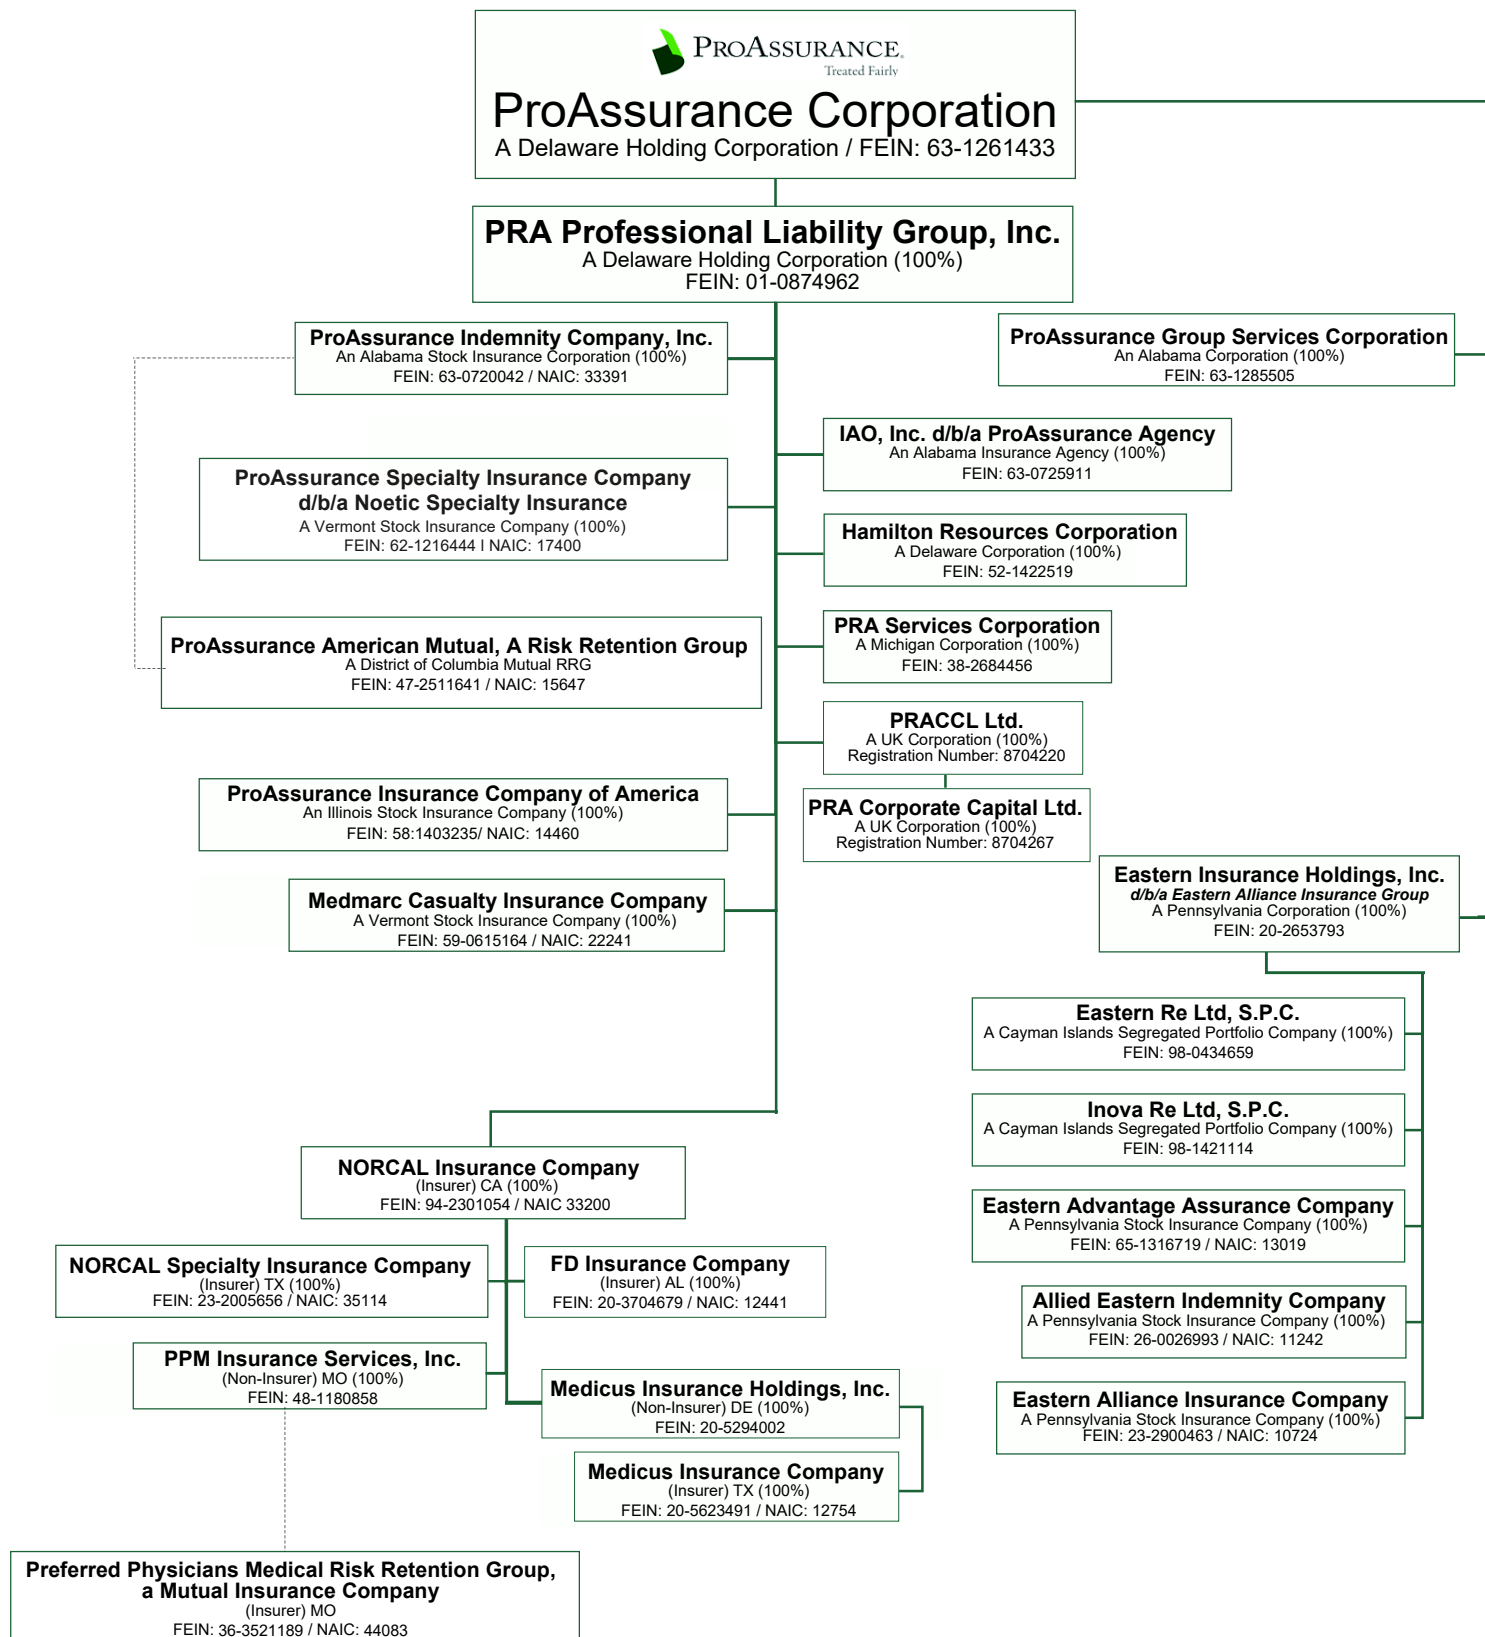 PROASSURANCE.
Treated Fairly
ProAssurance Corporation
A Delaware Holding Corporation / FEIN: 63-1261433
PRA Professional Liability Group, Inc.
A Delaware Holding Corporation (100%)
FEIN: 01-0874962
ProAssurance Indemnity Company, Inc.
An Alabama Stock Insurance Corporation (100%)
FEIN: 63-0720042 / NAIC: 33391
ProAssurance Group Services Corporation
An Alabama Corporation (100%)
FEIN: 63-1285505
IAO, Inc. d/b/a ProAssurance Agency
An Alabama Insurance Agency (100%)
FEIN: 63-0725911
ProAssurance Specialty Insurance Company
d/b/a Noetic Specialty Insurance
A Vermont Stock Insurance Company (100%)
FEIN: 62-1216444 I NAIC: 17400
Hamilton Resources Corporation
A Delaware Corporation (100%)
FEIN: 52-1422519
ProAssurance American Mutual, A Risk Retention Group
A District of Columbia Mutual RRG
FEIN: 47-2511641 / NAIC: 15647
PRA Services Corporation
A Michigan Corporation (100%)
FEIN: 38-2684456
PRACCL Ltd.
A UK Corporation (100%)
Registration Number: 8704220
PRA Corporate Capital Ltd.
A UK Corporation (100%)
Registration Number: 8704267
ProAssurance Insurance Company of America
An Illinois Stock Insurance Company (100%)
FEIN: 58:1403235/ NAIC: 14460
Medmarc Casualty Insurance Company
A Vermont Stock Insurance Company (100%)
FEIN: 59-0615164 / NAIC: 22241
Eastern Insurance Holdings, Inc.
d/b/a Eastern Alliance Insurance Group
A Pennsylvania Corporation (100%)
FEIN: 20-2653793
Eastern Re Ltd, S.P.C.
A Cayman Islands Segregated Portfolio Company (100%)
FEIN: 98-0434659
Inova Re Ltd, S.P.C.
A Cayman Islands Segregated Portfolio Company (100%)
FEIN: 98-1421114
Eastern Advantage Assurance Company
A Pennsylvania Stock Insurance Company (100%)
FEIN: 65-1316719 / NAIC: 13019
Allied Eastern Indemnity Company
A Pennsylvania Stock Insurance Company (100%)
FEIN: 26-0026993 / NAIC: 11242
Eastern Alliance Insurance Company
A Pennsylvania Stock Insurance Company (100%)
FEIN: 23-2900463 / NAIC: 10724
NORCAL Insurance Company
(Insurer) CA (100%)
FEIN: 94-2301054 / NAIC 33200
NORCAL Specialty Insurance Company
(Insurer) TX (100%)
FEIN: 23-2005656 / NAIC: 35114
FD Insurance Company
(Insurer) AL (100%)
FEIN: 20-3704679 / NAIC: 12441
PPM Insurance Services, Inc.
(Non-Insurer) MO (100%)
FEIN: 48-1180858
Medicus Insurance Holdings, Inc.
(Non-Insurer) DE (100%)
FEIN: 20-5294002
Medicus Insurance Company
(Insurer) TX (100%)
FEIN: 20-5623491 / NAIC: 12754
Preferred Physicians Medical Risk Retention Group,
a Mutual Insurance Company
(Insurer) MO
FEIN: 36-3521189 / NAIC: 44083